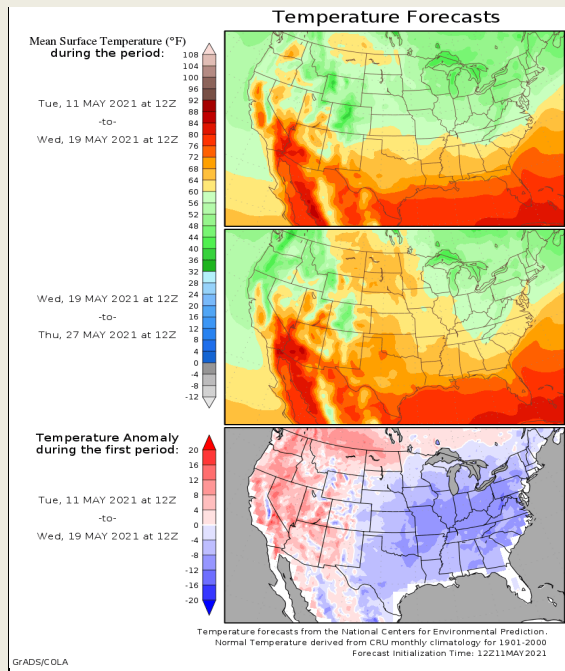 Temperature Forecasts
Mean Surface Temperature (°F)
during the period:
Tue, 11 MAY 2021 at 12Z
-to-
Wed, 19 MAY 2021 at 12Z
108
104
100
96
92
88
84
80
76
72
68
64
60
56
52
48
44
40
36
32
28
24
20
16
12
8
4
0
-4
-8
-12
Wed, 19 MAY 2021 at 12Z
-to-
Thu, 27 MAY 2021 at 12Z
Temperature Anomaly
during the first period:
Tue, 11 MAY 2021 at 12Z
-to-
Wed, 19 MAY 2021 at 12Z
20
16
12
8
4
0
-4
-8
-12
-16
-20
Temperature forecasts from the National Centers for Environmental Prediction.
Normal Temperature derived from CRU monthly climatology for 1901-2000
Forecast Initialization Time: 12Z11MAY2021
GrADS/COLA